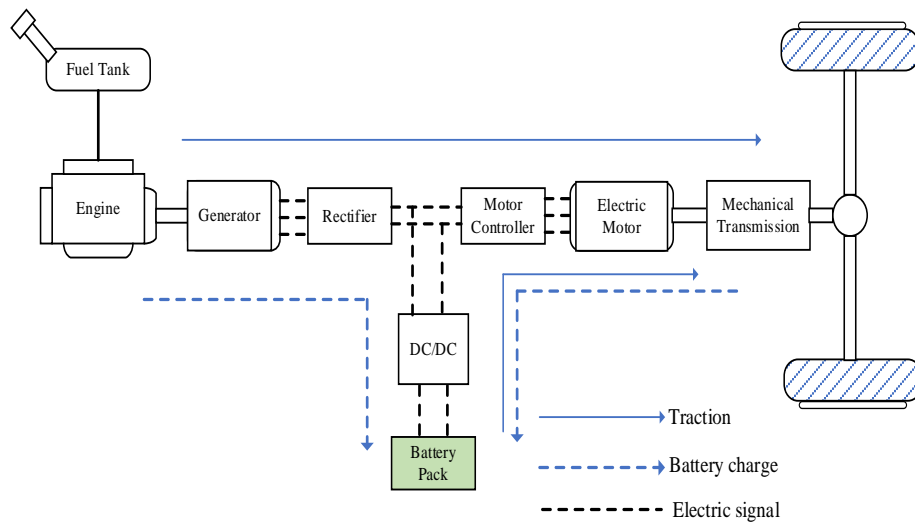 Fuel Tank
Engine
Generator
Rectifier
Motor
Controller
Electric
Motor
Mechanical
Transmission
DC/DC
Battery
Pack
Traction
Battery charge
Electric signal